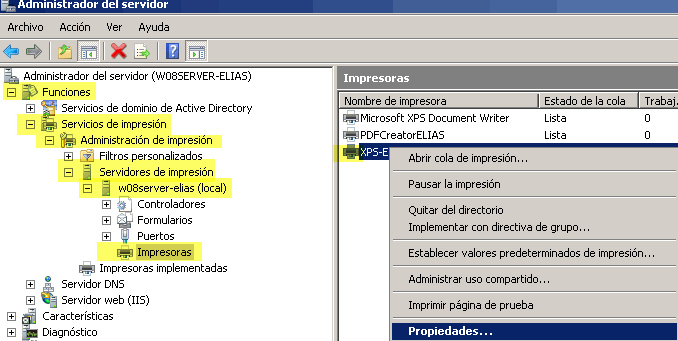 Administrador del servidor
Archivo Acción Ver Ayuda
Administrador del servidor (W08SERVER-ELIAS)
Funciones
Servicios de dominio de Active Directory
Servicios de impresión
Administración de impresión
Filtros personalizados
Servidores de impresión
w08server-elias (local)
Controladores
Formularios
Puertos
Impresoras
Impresoras implementadas
Servidor DNS
Servidor web (IIS)
Características
Diagnóstico
Impresoras
Nombre de impresora Estado de la cola Trabaj.
Microsoft XPS Document Writer Lista 0
PDFCreatorELIAS Lista 0
XPS-E
Abrir cola de impresión...
Pausar la impresión
Quitar del directorio
Implementar con directiva de grupo...
Establecer valores predeterminados de impresión...
Administrar uso compartido...
Imprimir página de prueba
Propiedades...